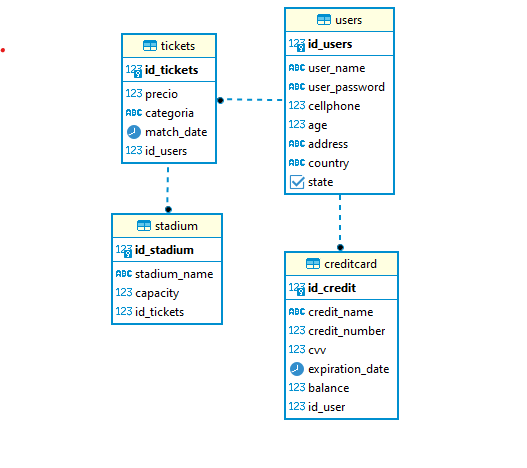 tickets
123 id_tickets
123 precio
ABC categoria
match_date
123 id_users
users
123 id_users
ABC user_name
ABC user_password
123 cellphone
123 age
ABC address
ABC country
state
stadium
123 id_stadium
ABC stadium_name
123 capacity
123 id_tickets
creditcard
123 id_credit
ABC credit_name
123 credit_number
123 cvv
expiration_date
123 balance
123 id_user